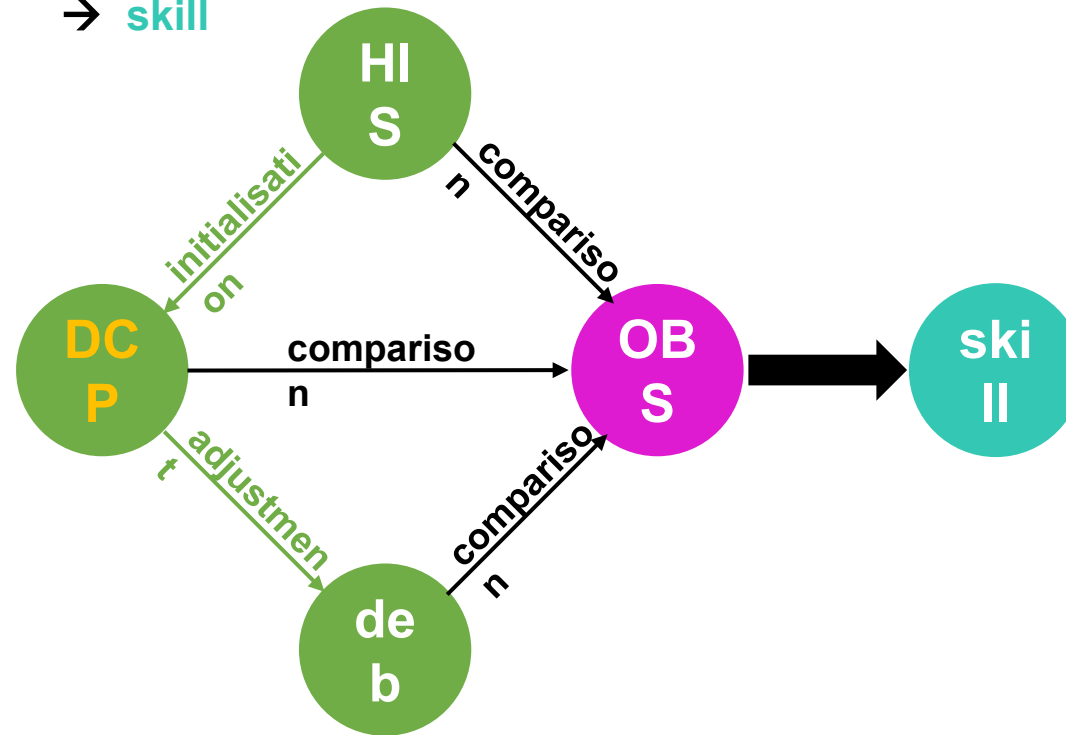 → skill
HI
S
initialisati
on
compariso
n
DC
P
compariso
n
OB
S
ski
ll
adjustmen
t
compariso
n
de
b